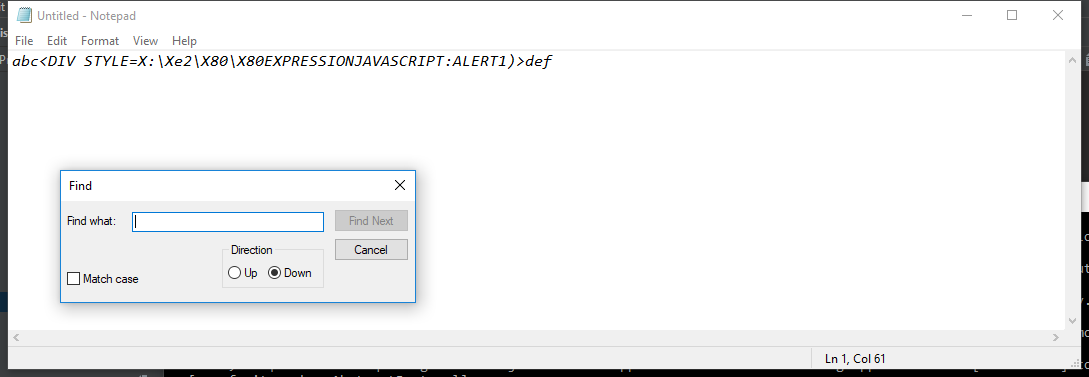 Untitled - Notepad
File Edit Format View Help
abc<DIV STYLE=X:\Xe2\X80\X80EXPRESSIONJAVASCRIPT:ALERT1)>def
Find
Find what: Find Next
Direction Cancel
Up Down
Match case
Ln 1, Col 61